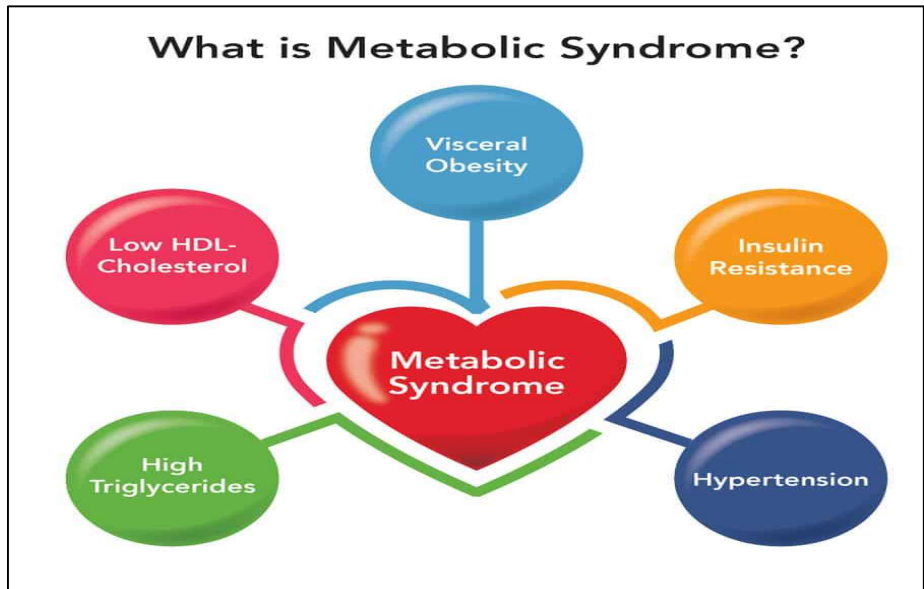 What is Metabolic Syndrome?
Visceral
Obesity
Low HDL-
Cholesterol
Insulin
Resistance
Metabolic
Syndrome
High
Triglycerides
Hypertension